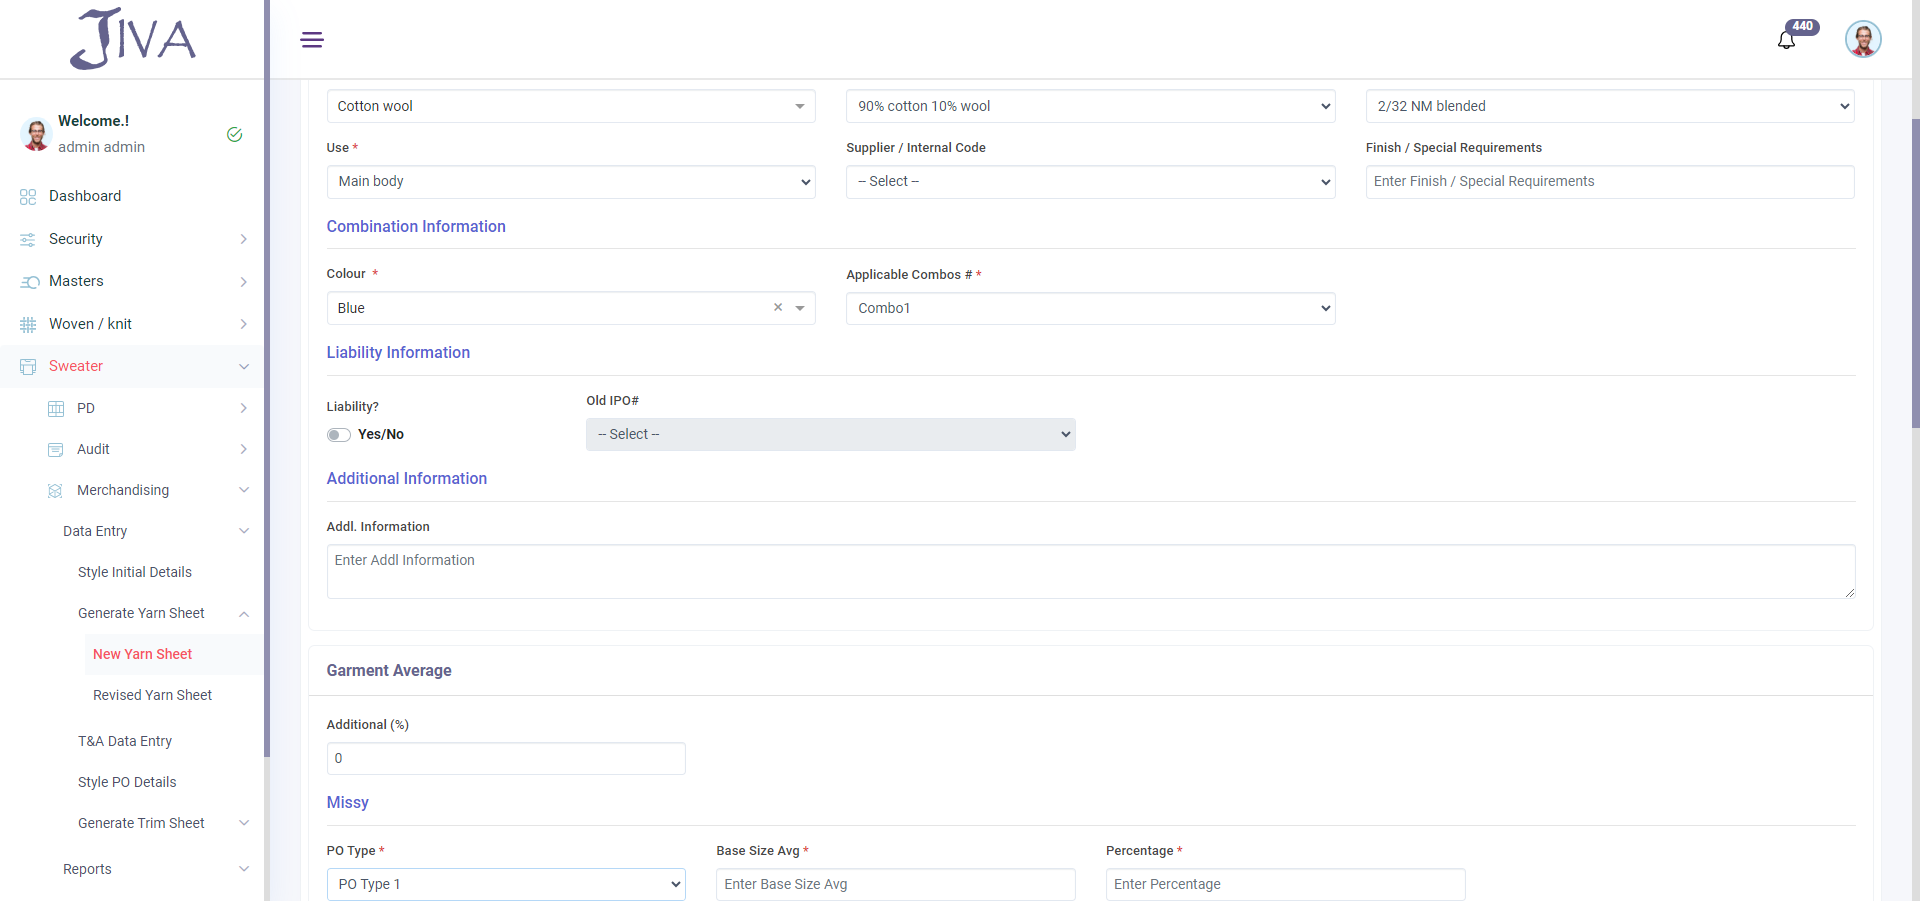 JIVA
440
Welcome.!
admin admin
Dashboard
Security
Masters
Woven / knit
Sweater
PD
Audit
Merchandising
Data Entry
Style Initial Details
Generate Yarn Sheet
New Yarn Sheet
Revised Yarn Sheet
T&A Data Entry
Style PO Details
Generate Trim Sheet
Reports
Cotton wool 90% cotton 10% wool 2/32 NM blended
Use * Supplier / Internal Code Finish / Special Requirements
Main body -- Select -- Enter Finish / Special Requirements
Combination Information
Colour * Applicable Combos # *
Blue × Combo1
Liability Information
Liability? Old IPO#
Yes/No -- Select --
Additional Information
Addl. Information
Enter Addl Information
Garment Average
Additional (%)
0
Missy
PO Type * Base Size Avg * Percentage *
PO Type 1 Enter Base Size Avg Enter Percentage